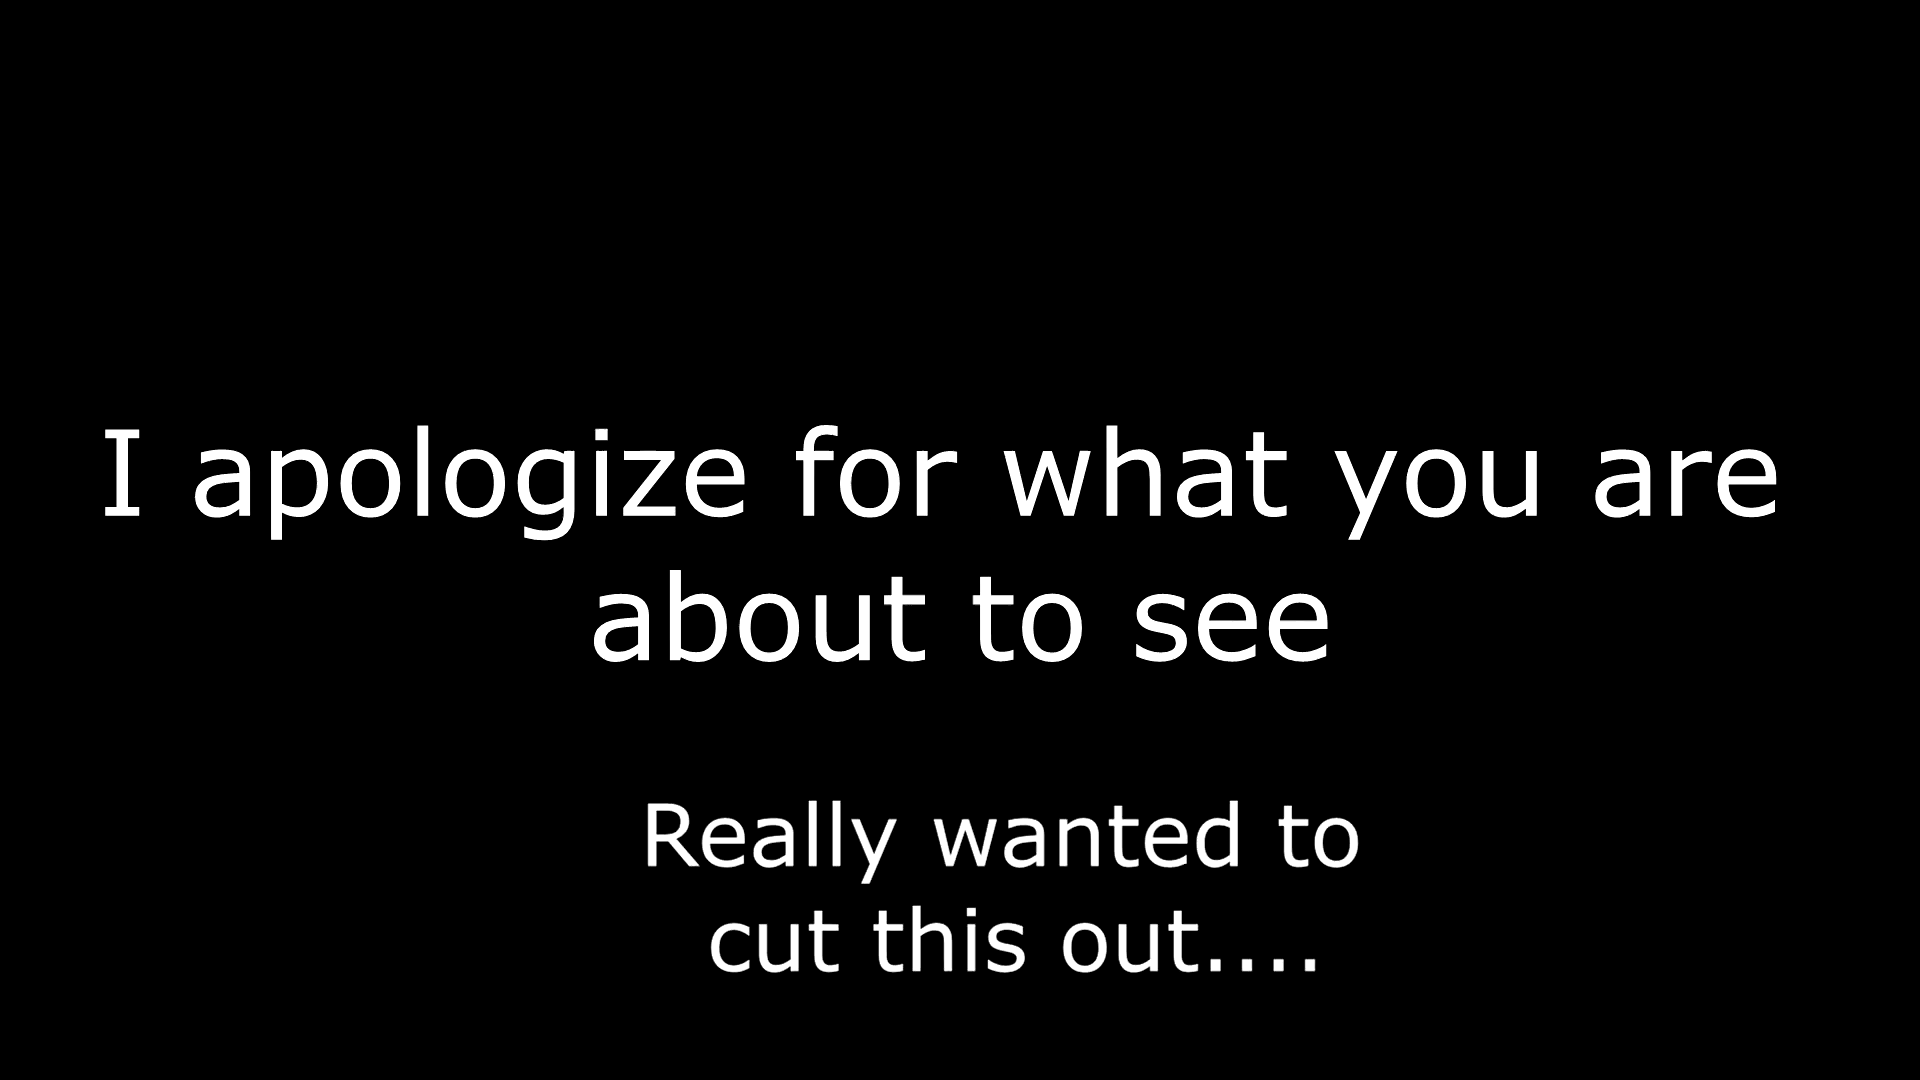 I apologize for what you are
about to see
Really wanted to
cut this out....